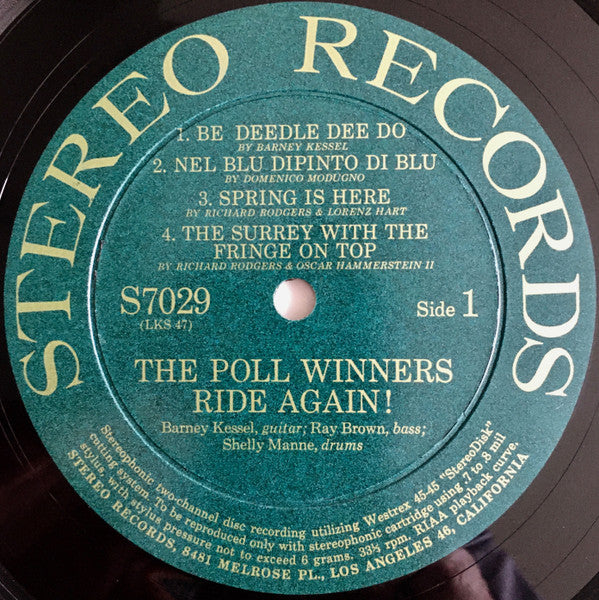 STEREO RECORDS
1. BE DEEDLE DEE DO
BY BARNEY KESSEL
2. NEL BLU DIPINTO DI BLU
BY DOMENICO MODUGNO
3. SPRING IS HERE
BY RICHARD RODGERS & LORENZ HART
4. THE SURREY WITH THE
FRINGE ON TOP
BY RICHARD RODGERS & OSCAR HAMMERSTEIN II
S7029
(LKS 47)
Side 1
THE POLL WINNERS
RIDE AGAIN!
Barney Kessel, guitar; Ray Brown, bass;
Shelly Manne, drums
Stereophonic two-channel disc recording utilizing Westrex 45-45 "StereoDisk"
cutting system. To be reproduced only with stereophonic cartridge using .7 to .8 mil
stylus, with stylus pressure not to exceed 6 grams. 33⅓ rpm. RIAA playback curve.
STEREO RECORDS, 8481 MELROSE PL., LOS ANGELES 46, CALIFORNIA